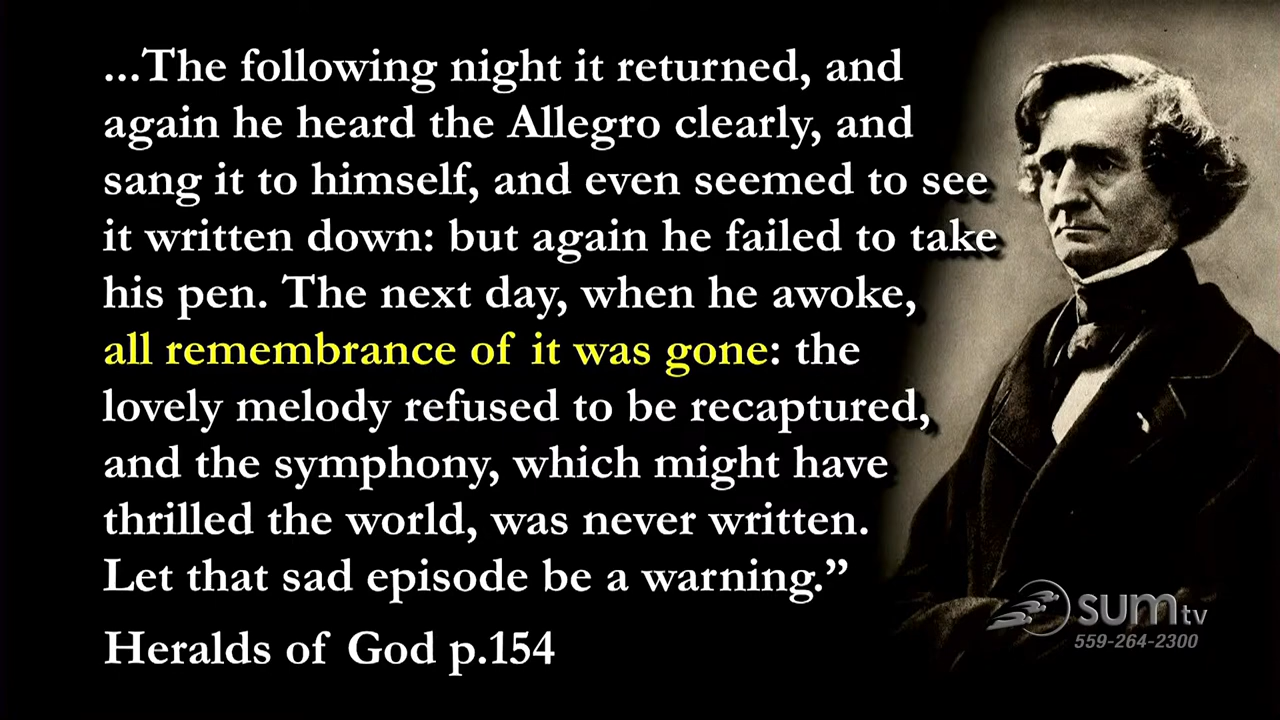 ...The following night it returned, and
again he heard the Allegro clearly, and
sang it to himself, and even seemed to see
it written down: but again he failed to take
his pen. The next day, when he awoke,
all remembrance of it was gone: the
lovely melody refused to be recaptured,
and the symphony, which might have
thrilled the world, was never written.
Let that sad episode be a warning.”
Heralds of God p.154
sumtv
559-264-2300